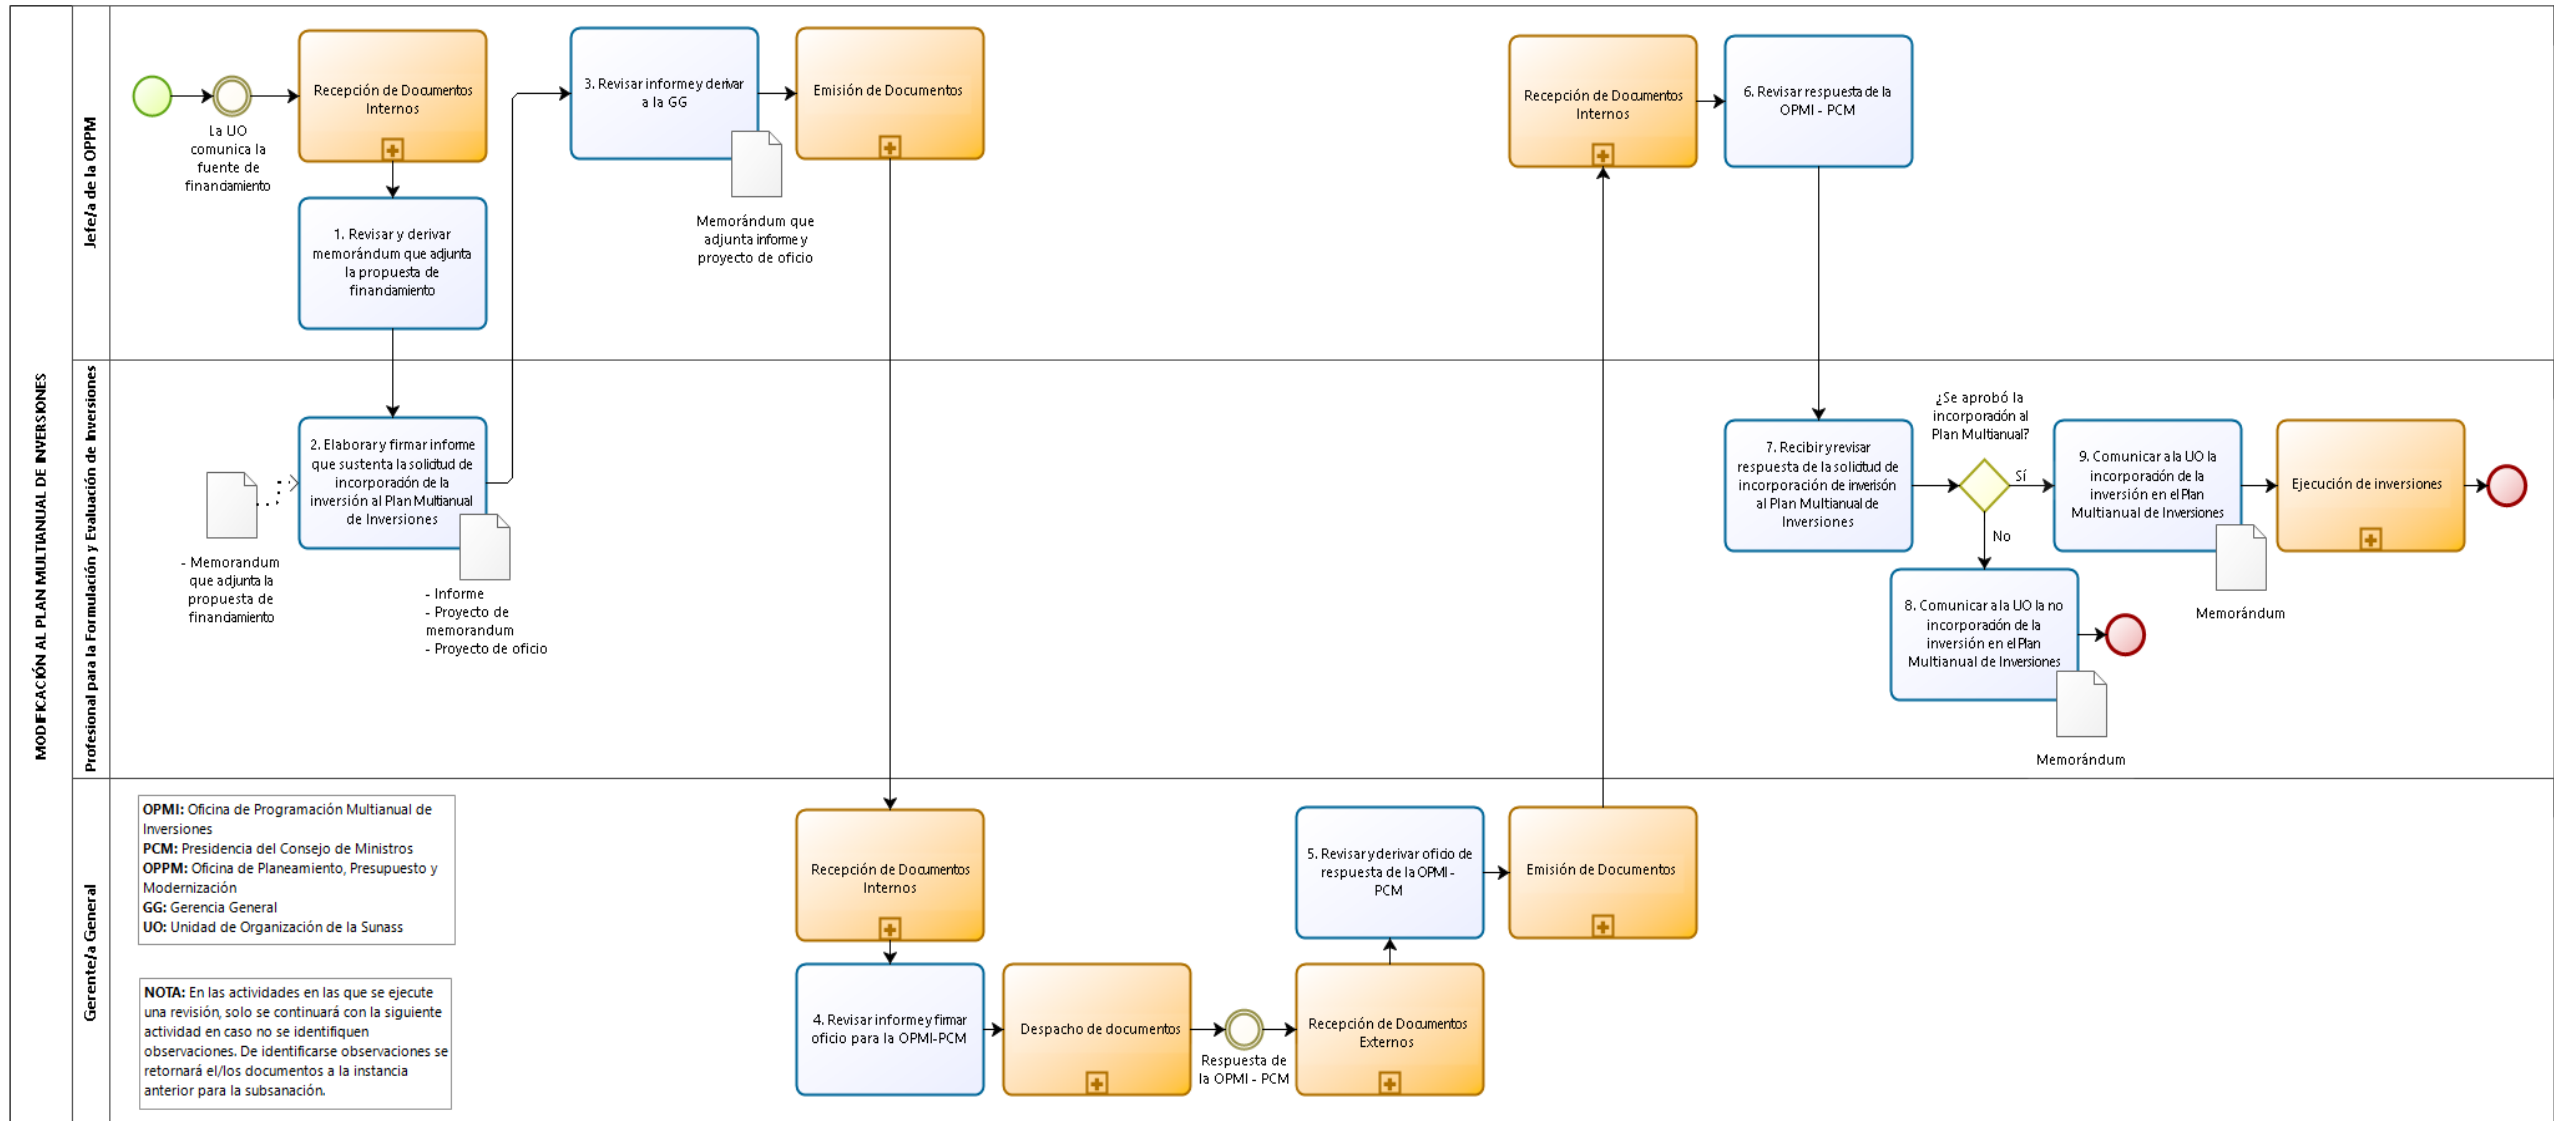 MODIFICACIÓN AL PLAN MULTIANUAL DE INVERSIONES
Jefe/a de la OPPM
La UO
comunica la
fuente de
financiamiento
Recepción de Documentos
Internos
1. Revisar y derivar
memorándum que adjunta
la propuesta de
financiamiento
3. Revisar informe y derivar
a la GG
Memorándum que
adjunta informe y
proyecto de oficio
Emisión de Documentos
Recepción de Documentos
Internos
6. Revisar respuesta de la
OPMI - PCM
Profesional para la Formulación y Evaluación de Inversiones
- Memorandum
que adjunta la
propuesta de
financiamiento
2. Elaborar y firmar informe
que sustenta la solicitud de
incorporación de la
inversión al Plan Multianual
de Inversiones
- Informe
- Proyecto de
memorandum
- Proyecto de oficio
7. Recibir y revisar
respuesta de la solicitud de
incorporación de inverisón
al Plan Multianual de
Inversiones
¿Se aprobó la
incorporación al
Plan Multianual?
Sí
No
9. Comunicar a la UO la
incorporación de la
inversión en el Plan
Multianual de Inversiones
Memorándum
Ejecución de inversiones
8. Comunicar a la UO la no
incorporación de la
inversión en el Plan
Multianual de Inversiones
Memorándum
Gerente/a General
OPMI: Oficina de Programación Multianual de
Inversiones
PCM: Presidencia del Consejo de Ministros
OPPM: Oficina de Planeamiento, Presupuesto y
Modernización
GG: Gerencia General
UO: Unidad de Organización de la Sunass
NOTA: En las actividades en las que se ejecute
una revisión, solo se continuará con la siguiente
actividad en caso no se identifiquen
observaciones. De identificarse observaciones se
retornará el/los documentos a la instancia
anterior para la subsanación.
Recepción de Documentos
Internos
4. Revisar informe y firmar
oficio para la OPMI-PCM
Despacho de documentos
Respuesta de
la OPMI - PCM
Recepción de Documentos
Externos
5. Revisar y derivar oficio de
respuesta de la OPMI -
PCM
Emisión de Documentos